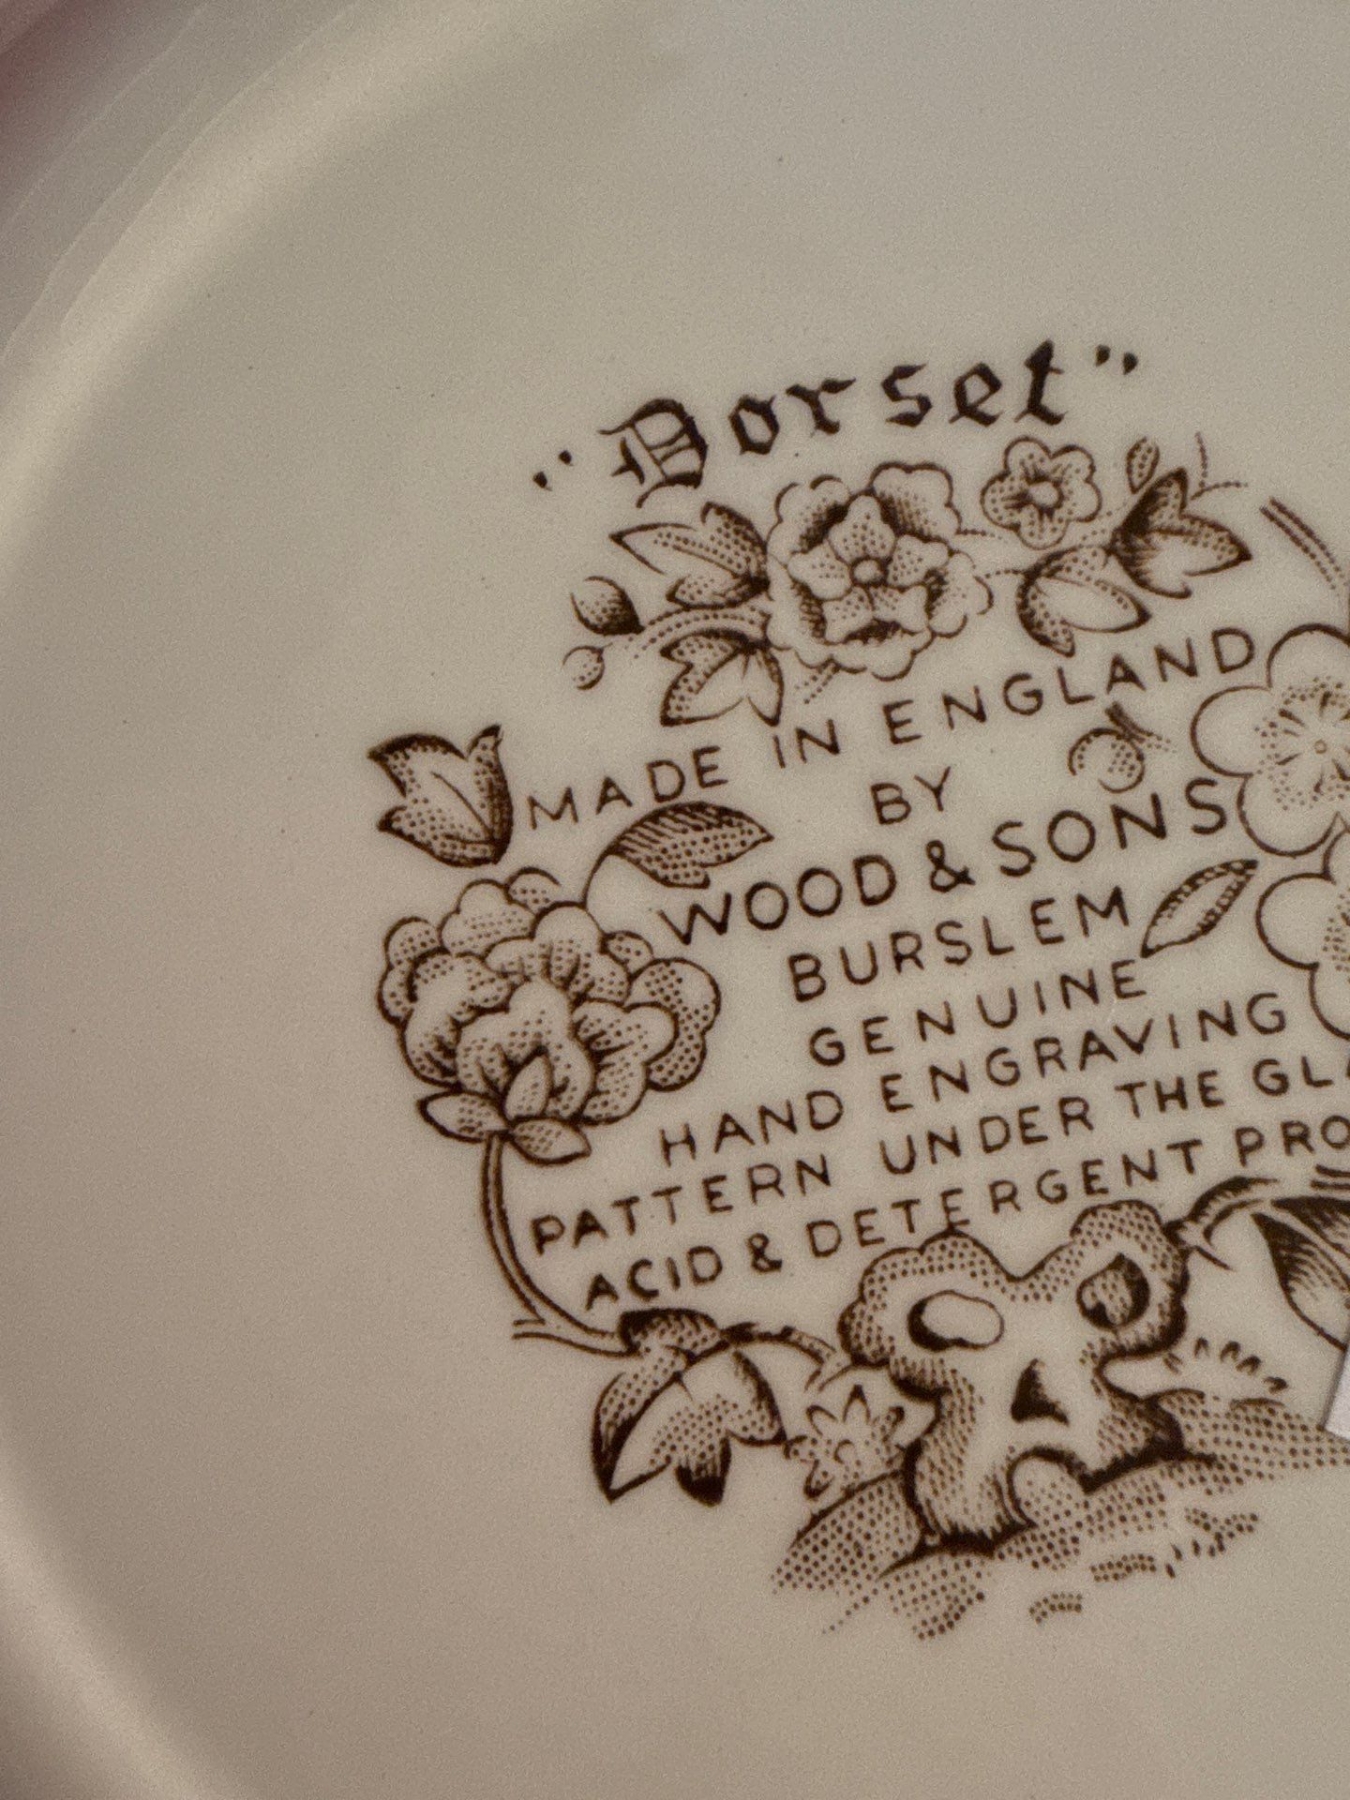 "Dorset"
MADE IN ENGLAND
BY
WOOD & SONS
BURSLEM
GENUINE
HAND ENGRAVING
PATTERN UNDER THE
ACID & DETERGENT